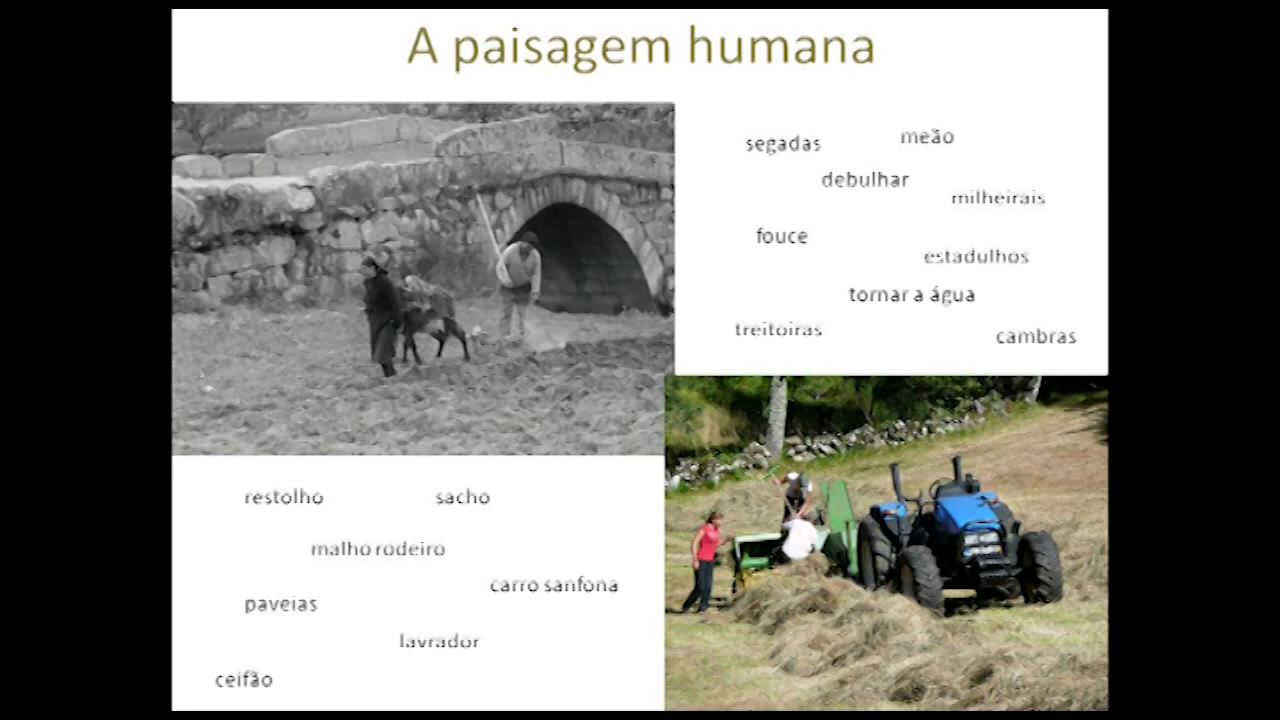 A paisagem humana
segadas
meão
debulhar
milheirais
fouce
estadulhos
tornar a água
treitoiras
cambras
restolho
sacho
malho rodeiro
carro sanfona
paveias
lavrador
ceifão